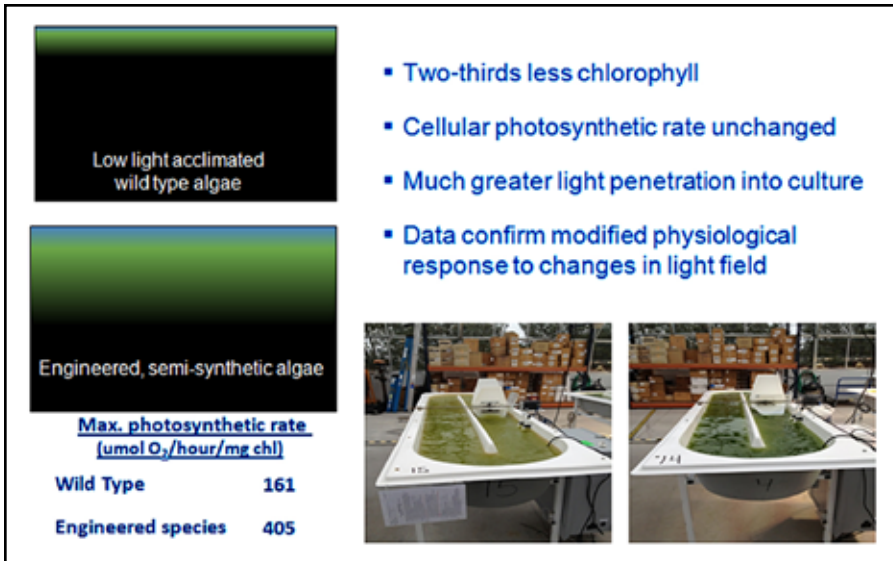 Low light acclimated
wild type algae
Engineered, semi-synthetic algae
Max. photosynthetic rate
(umol O₂/hour/mg chl)
Wild Type 161
Engineered species 405
▪ Two-thirds less chlorophyll
▪ Cellular photosynthetic rate unchanged
▪ Much greater light penetration into culture
▪ Data confirm modified physiological
response to changes in light field
15
15